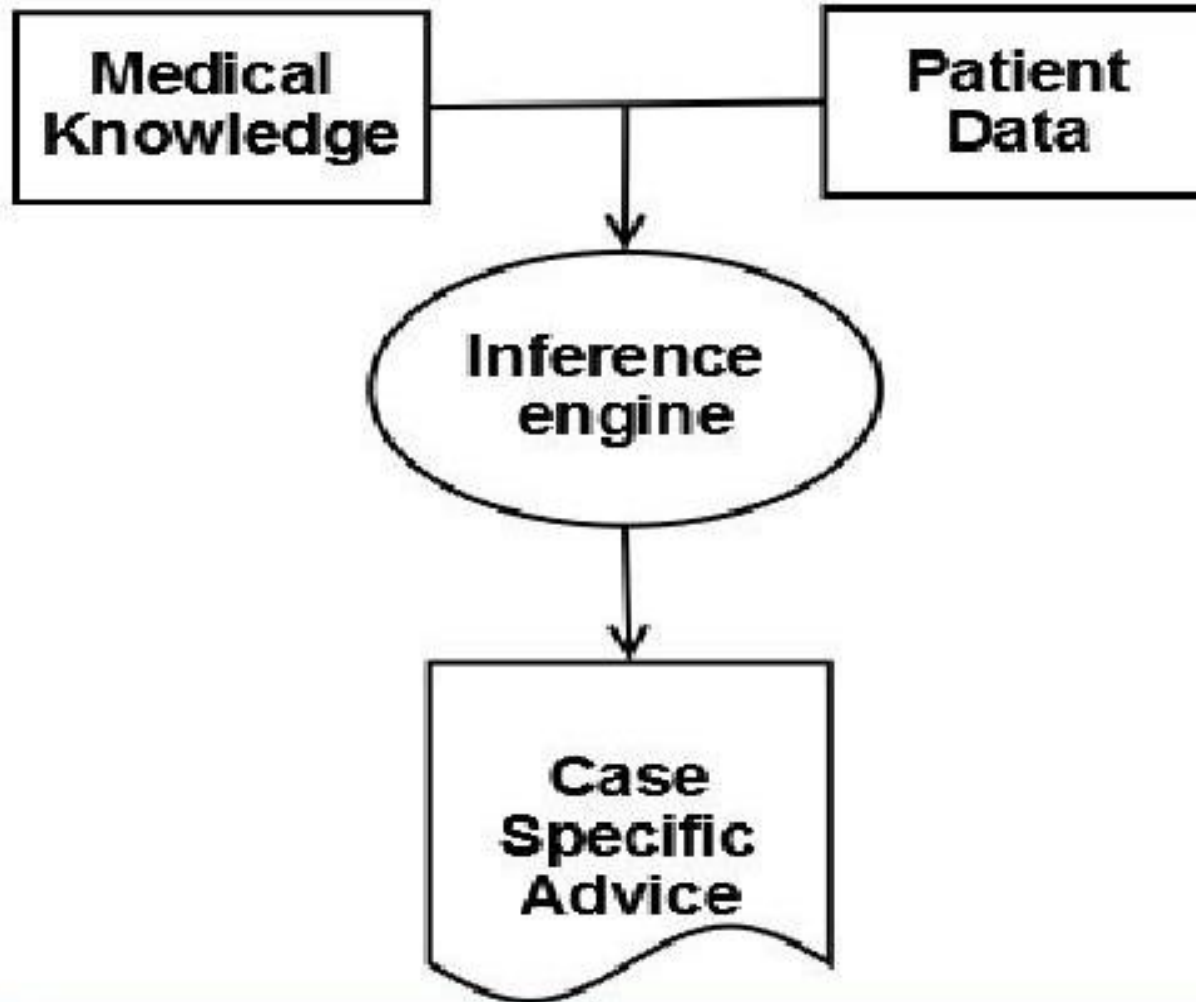 Medical
Knowledge
Patient
Data
Inference
engine
Case
Specific
Advice